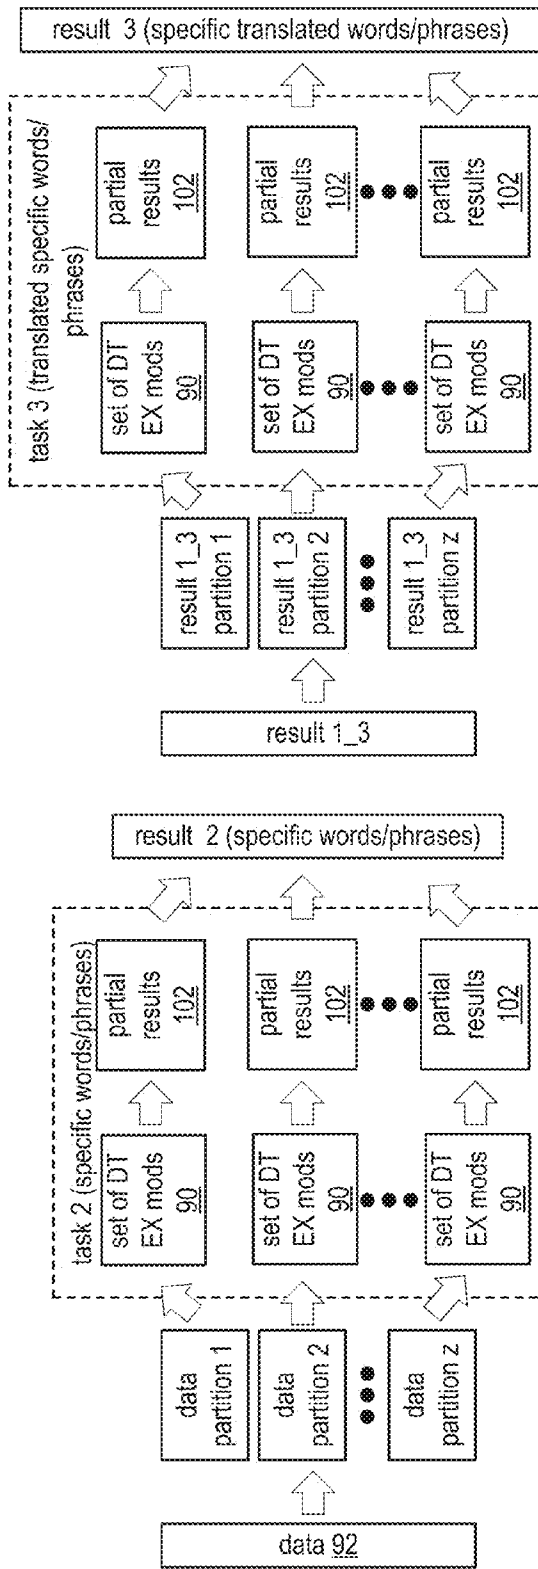 data 92
data
partition 1
data
partition 2
data
partition z
task 2 (specific words/phrases)
set of DT
EX mods
90
partial
results
102
set of DT
EX mods
90
partial
results
102
set of DT
EX mods
90
partial
results
102
result 2 (specific words/phrases)
result 1_3
result 1_3
partition 1
result 1_3
partition 2
result 1_3
partition z
task 3 (translated specific words/
phrases)
set of DT
EX mods
90
partial
results
102
set of DT
EX mods
90
partial
results
102
set of DT
EX mods
90
partial
results
102
result 3 (specific translated words/phrases)